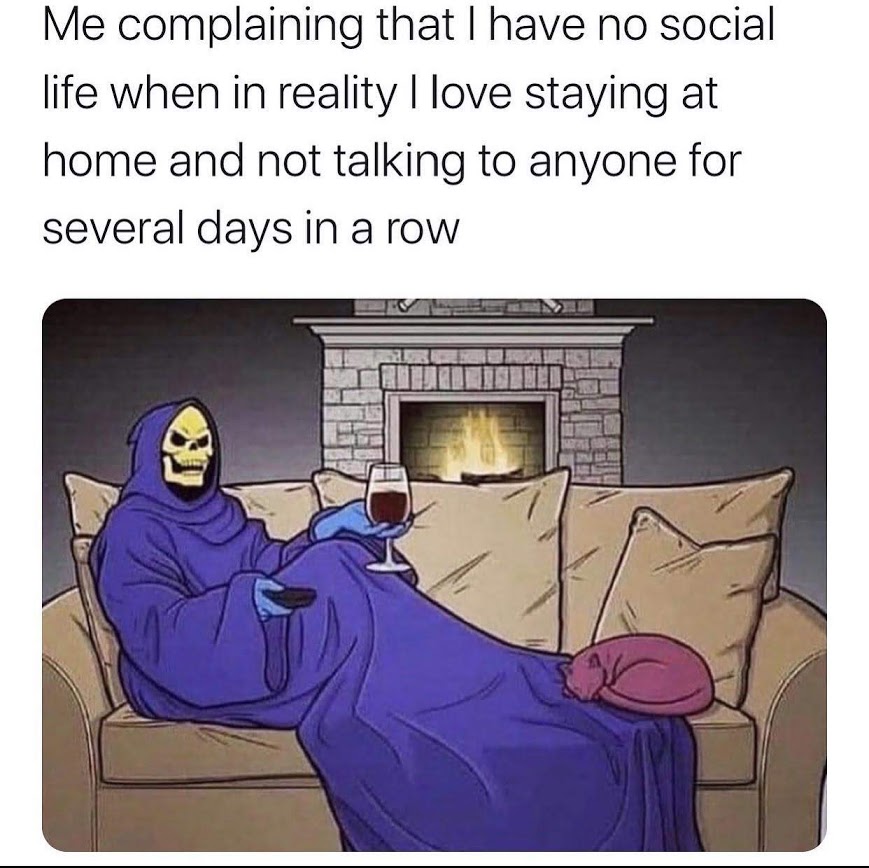 Me complaining that I have no social
life when in reality I love staying at
home and not talking to anyone for
several days in a row